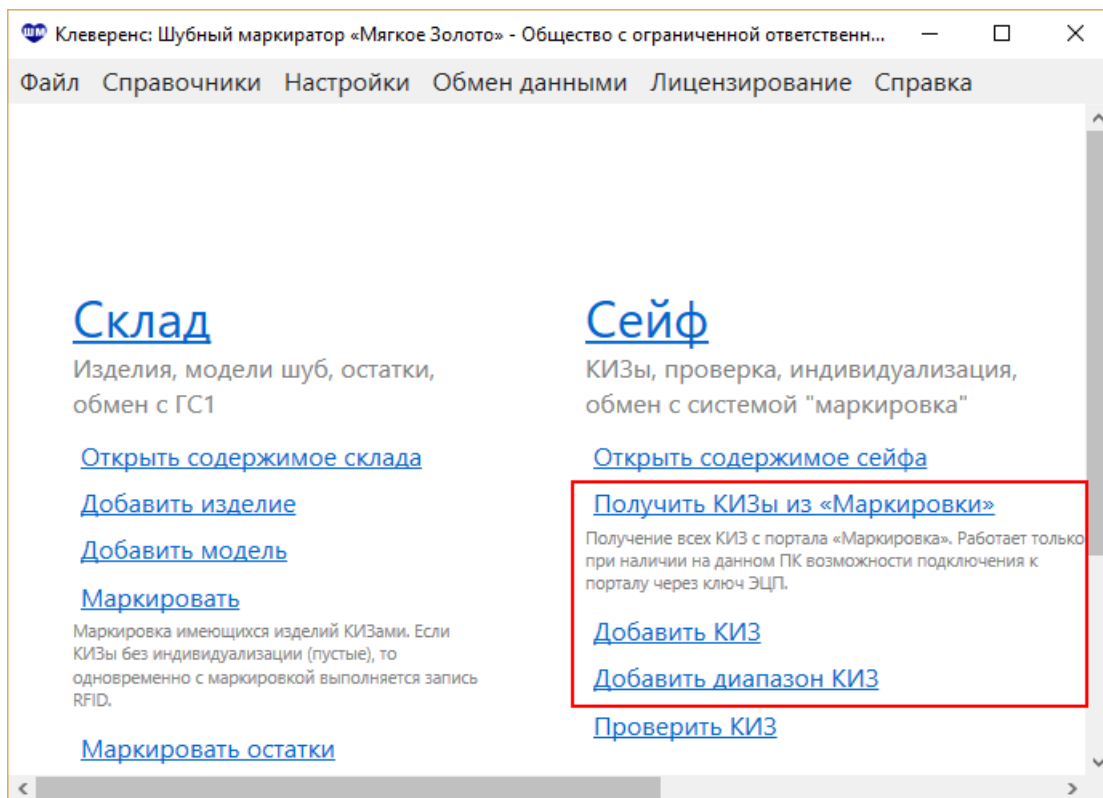 ШМ Клеверенс: Шубный маркиратор «Мягкое Золото» - Общество с ограниченной ответственн...
Файл Справочники Настройки Обмен данными Лицензирование Справка
Склад
Изделия, модели шуб, остатки,
обмен с ГС1
Открыть содержимое склада
Добавить изделие
Добавить модель
Маркировать
Маркировка имеющихся изделий КИЗами. Если
КИЗы без индивидуализации (пустые), то
одновременно с маркировкой выполняется запись
RFID.
Маркировать остатки
Сейф
КИЗы, проверка, индивидуализация,
обмен с системой "маркировка"
Открыть содержимое сейфа
Получить КИЗы из «Маркировки»
Получение всех КИЗ с портала «Маркировка». Работает только
при наличии на данном ПК возможности подключения к
порталу через ключ ЭЦП.
Добавить КИЗ
Добавить диапазон КИЗ
Проверить КИЗ